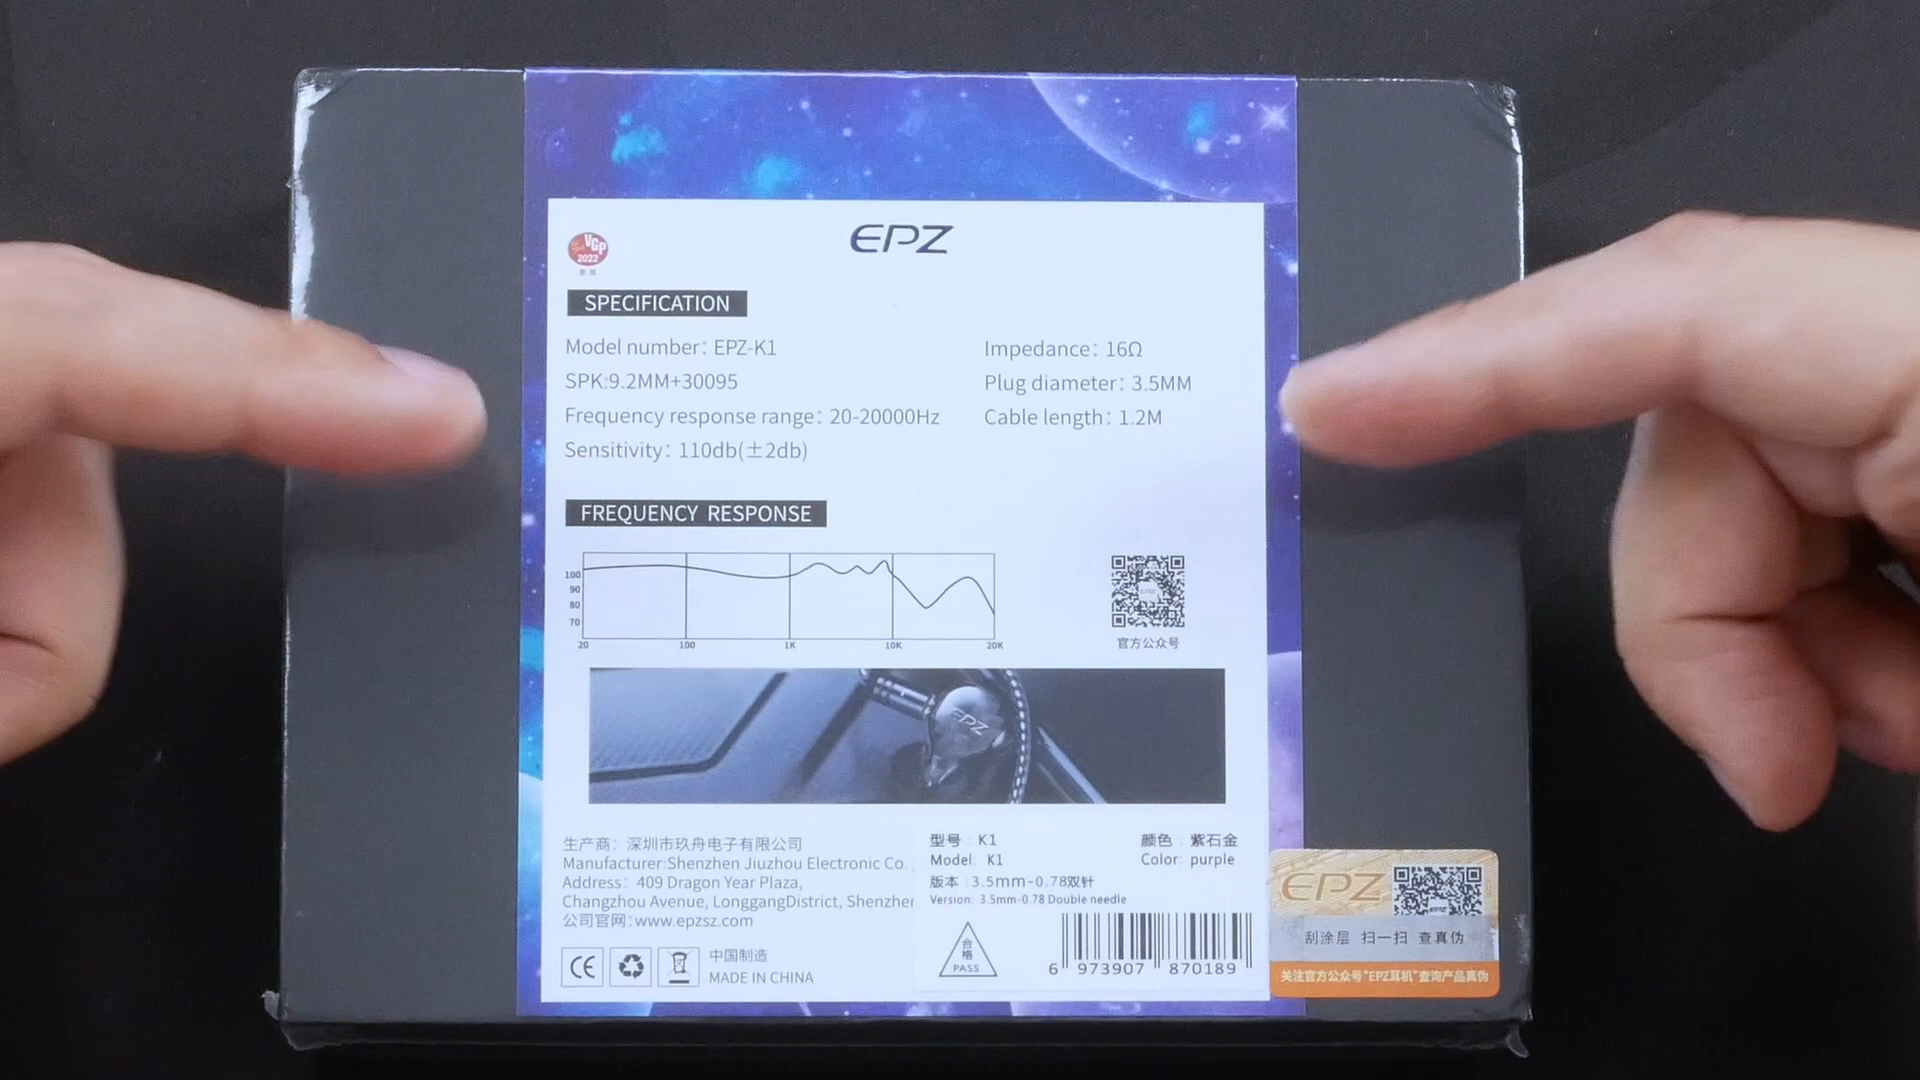 VGP
2022
EPZ
SPECIFICATION
Model number: EPZ-K1
SPK:9.2MM+30095
Frequency response range: 20-20000Hz
Sensitivity: 110db(±2db)
Impedance: 16Ω
Plug diameter: 3.5MM
Cable length: 1.2M
FREQUENCY RESPONSE
100
90
80
70
20 100 1K 10K 20K
官方公众号
EPZ
生产商: 深圳市玖舟电子有限公司
Manufacturer:Shenzhen Jiuzhou Electronic Co.
Address: 409 Dragon Year Plaza,
Changzhou Avenue, LonggangDistrict, Shenzhen
公司官网:www.epzsz.com
CE
中国制造
MADE IN CHINA
型号: K1
颜色: 紫石金
Model: K1
Color: purple
版本:3.5mm-0.78双针
Version: 3.5mm-0.78 Double needle
合格
PASS
6 973907 870189
EPZ
刮涂层 扫一扫 查真伪
关注官方公众号"EPZ耳机"查询产品真伪